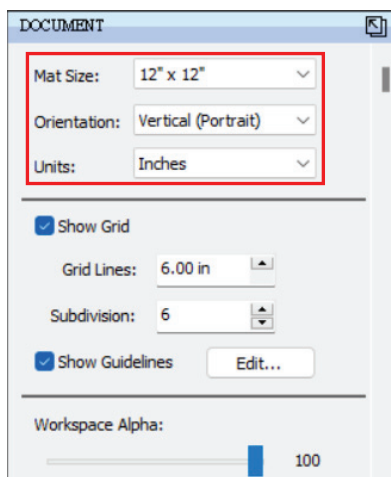 DOCUMENT
Mat Size: 12" x 12"
Orientation: Vertical (Portrait)
Units: Inches
Show Grid
Grid Lines: 6.00 in
Subdivision: 6
Show Guidelines Edit...
Workspace Alpha:
100